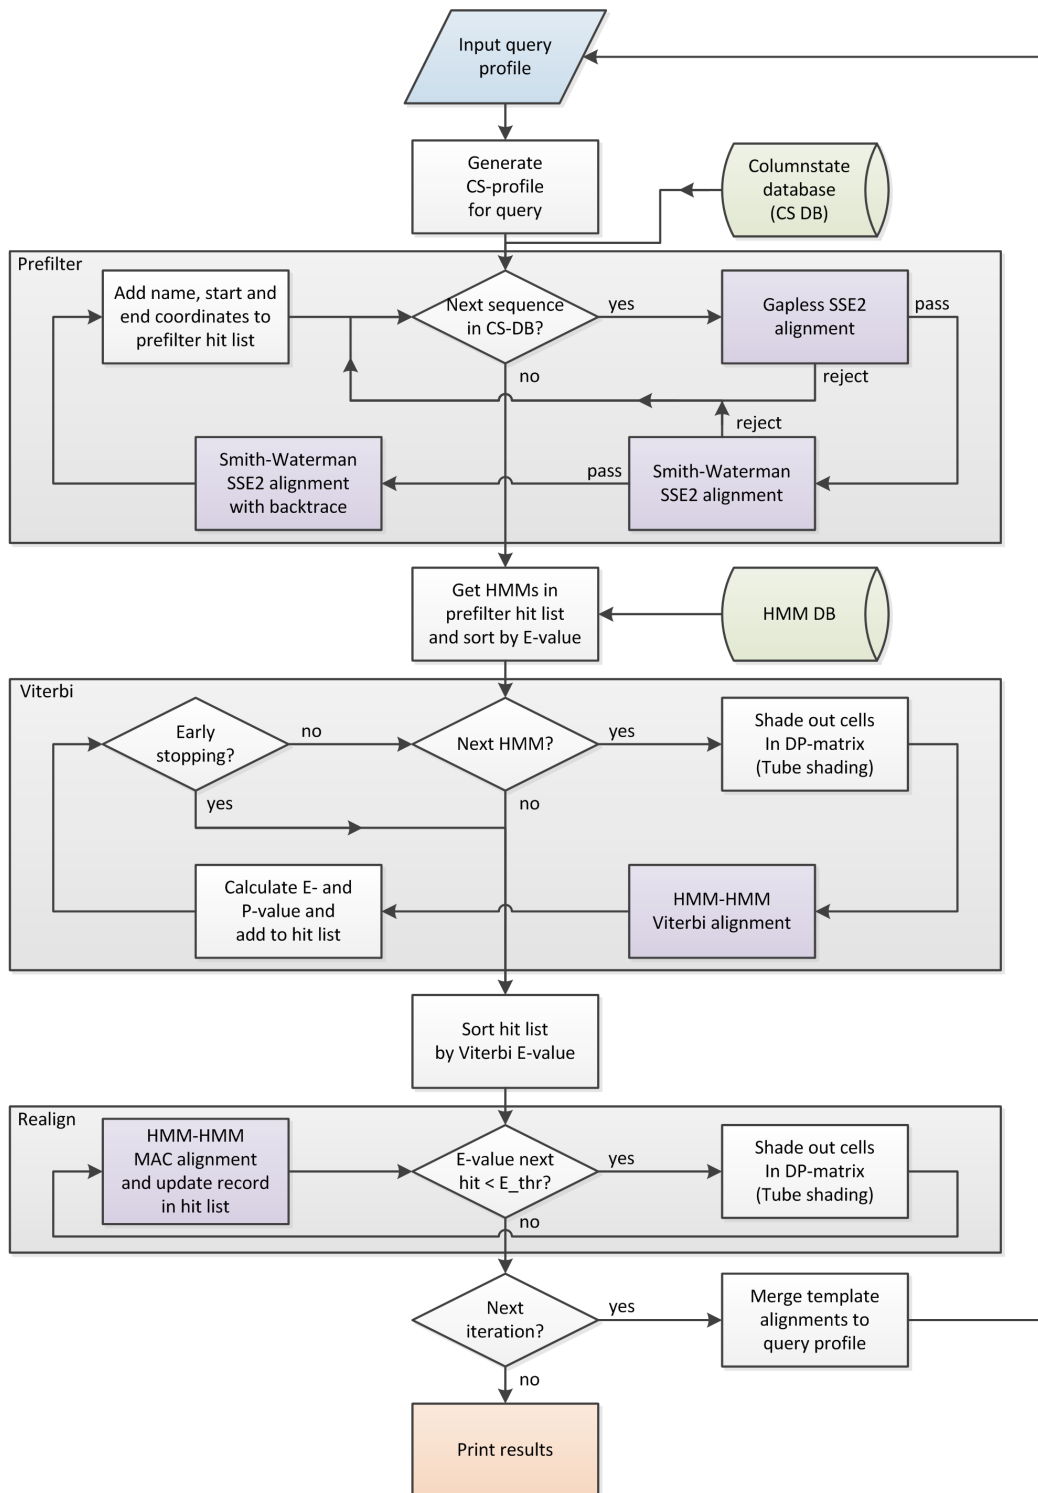 Input query
profile
Generate
CS-profile
for query
Columnstate
database
(CS DB)
Prefilter
Add name, start and
end coordinates to
prefilter hit list
Next sequence
in CS-DB?
yes
Gapless SSE2
alignment
pass
no
reject
reject
Smith-Waterman
SSE2 alignment
with backtrace
pass
Smith-Waterman
SSE2 alignment
Get HMMs in
prefilter hit list
and sort by E-value
HMM DB
Viterbi
Early
stopping?
no
Next HMM?
yes
Shade out cells
In DP-matrix
(Tube shading)
yes
no
Calculate E- and
P-value and
add to hit list
HMM-HMM
Viterbi alignment
Sort hit list
by Viterbi E-value
Realign
HMM-HMM
MAC alignment
and update record
in hit list
E-value next
hit < E_thr?
yes
Shade out cells
In DP-matrix
(Tube shading)
no
Next
iteration?
yes
Merge template
alignments to
query profile
no
Print results